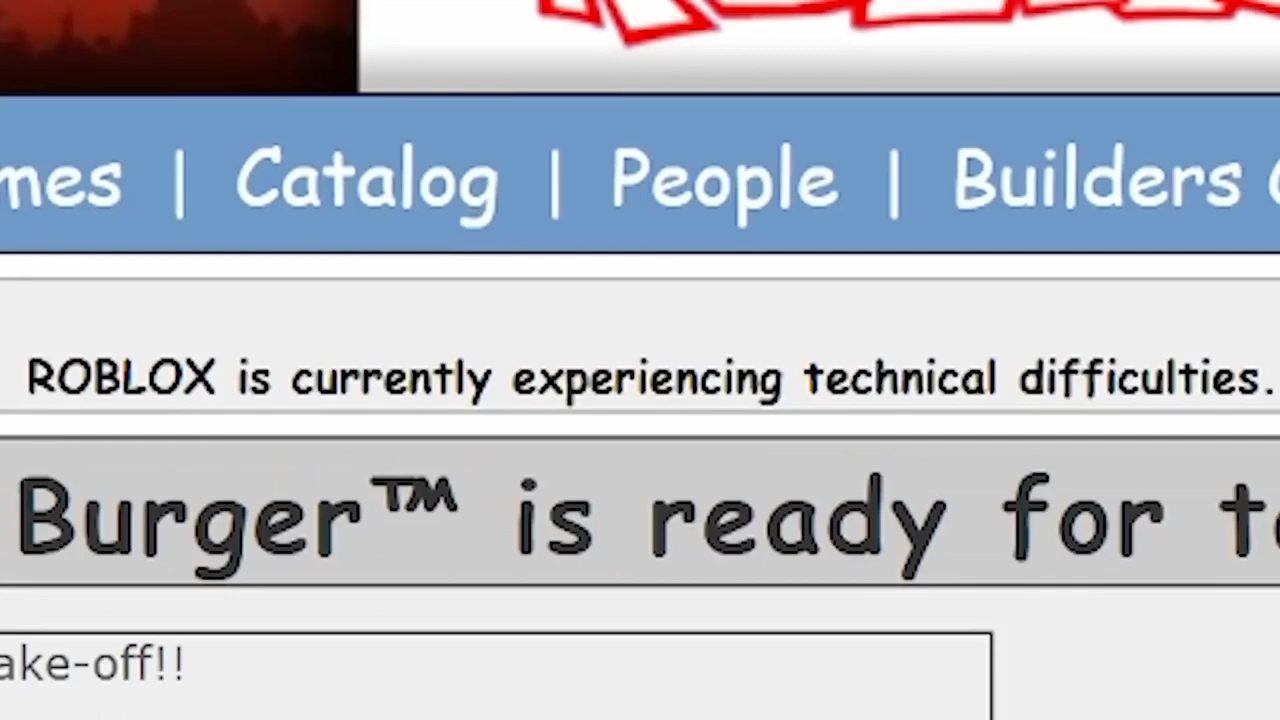 mes | Catalog | People | Builders
ROBLOX is currently experiencing technical difficulties.
Burger™ is ready for t
ake-off!!